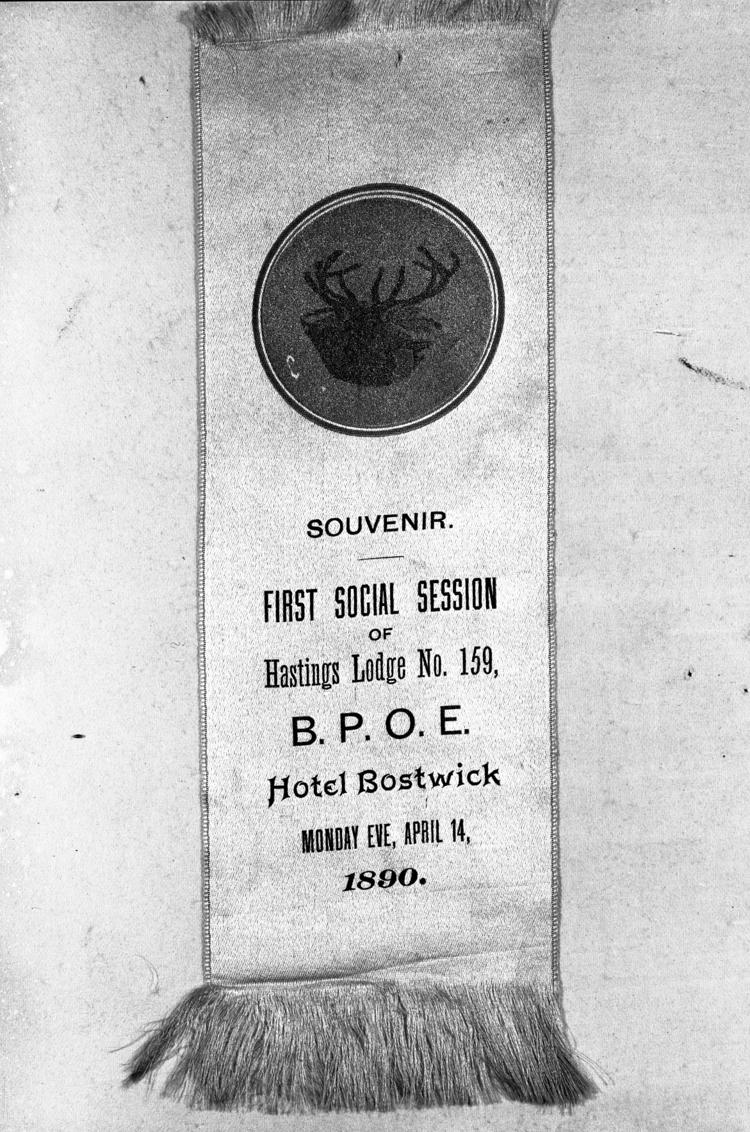 SOUVENIR.
FIRST SOCIAL SESSION
OF
Hastings Lodge No. 159,
B. P. O. E.
Hotel Bostwick
MONDAY EVE, APRIL 14,
1890.